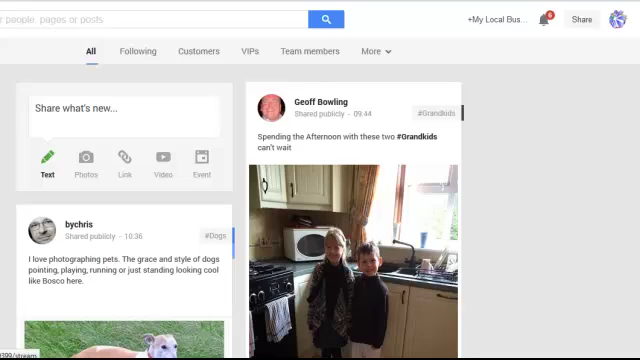 r people, pages or posts
+My Local Bus...
6
Share
All
Following
Customers
VIPs
Team members
More
Share what's new...
Text
Photos
Link
Video
Event
bychris
Shared publicly - 10:36
#Dogs
I love photographing pets. The grace and style of dogs
pointing, playing, running or just standing looking cool
like Bosco here.
Geoff Bowling
Shared publicly - 09:44
#Grandkids
Spending the Afternoon with these two #Grandkids
can't wait
0399/stream